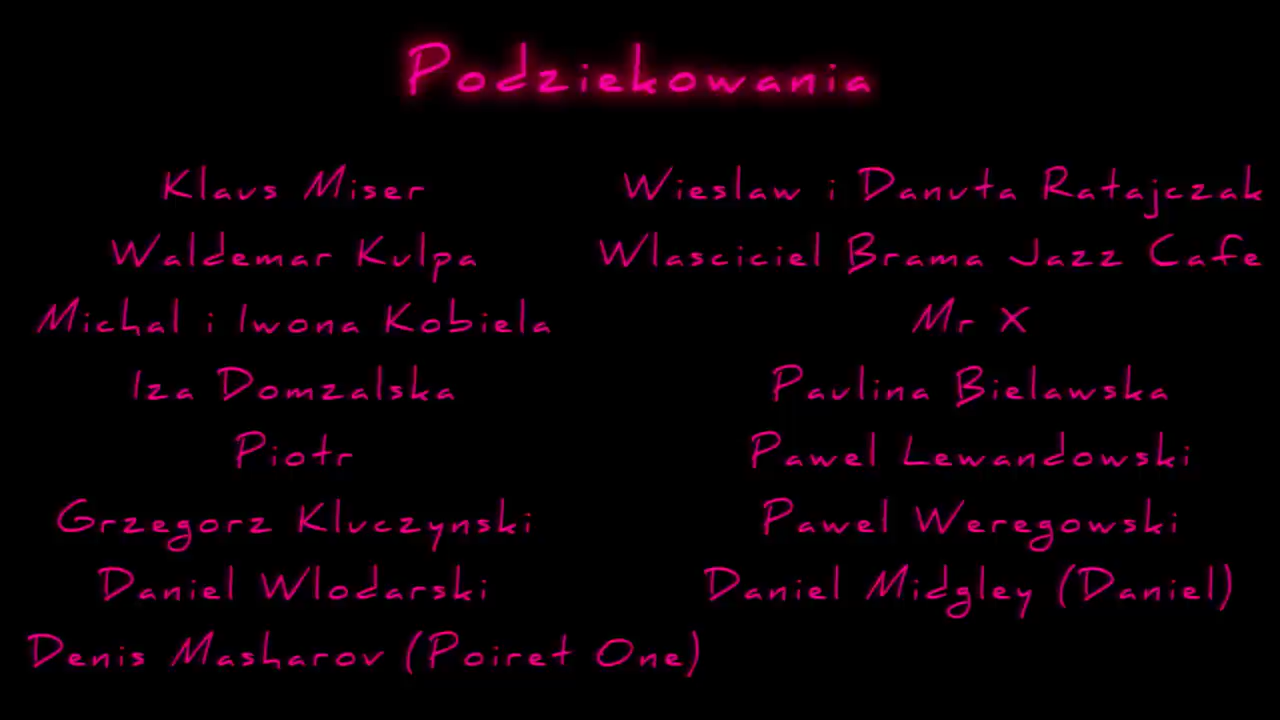 Podziekowania
Klaus Miser
Waldemar Kulpa
Michal i Iwona Kobiela
Iza Domzalska
Piotr
Grzegorz Kluczynski
Daniel Wlodarski
Denis Masharov (Poiret One)
Wieslaw i Danuta Ratajczak
Wlasciciel Brama Jazz Cafe
Mr X
Paulina Bielawska
Pawel Lewandowski
Pawel Weregowski
Daniel Midgley (Daniel)